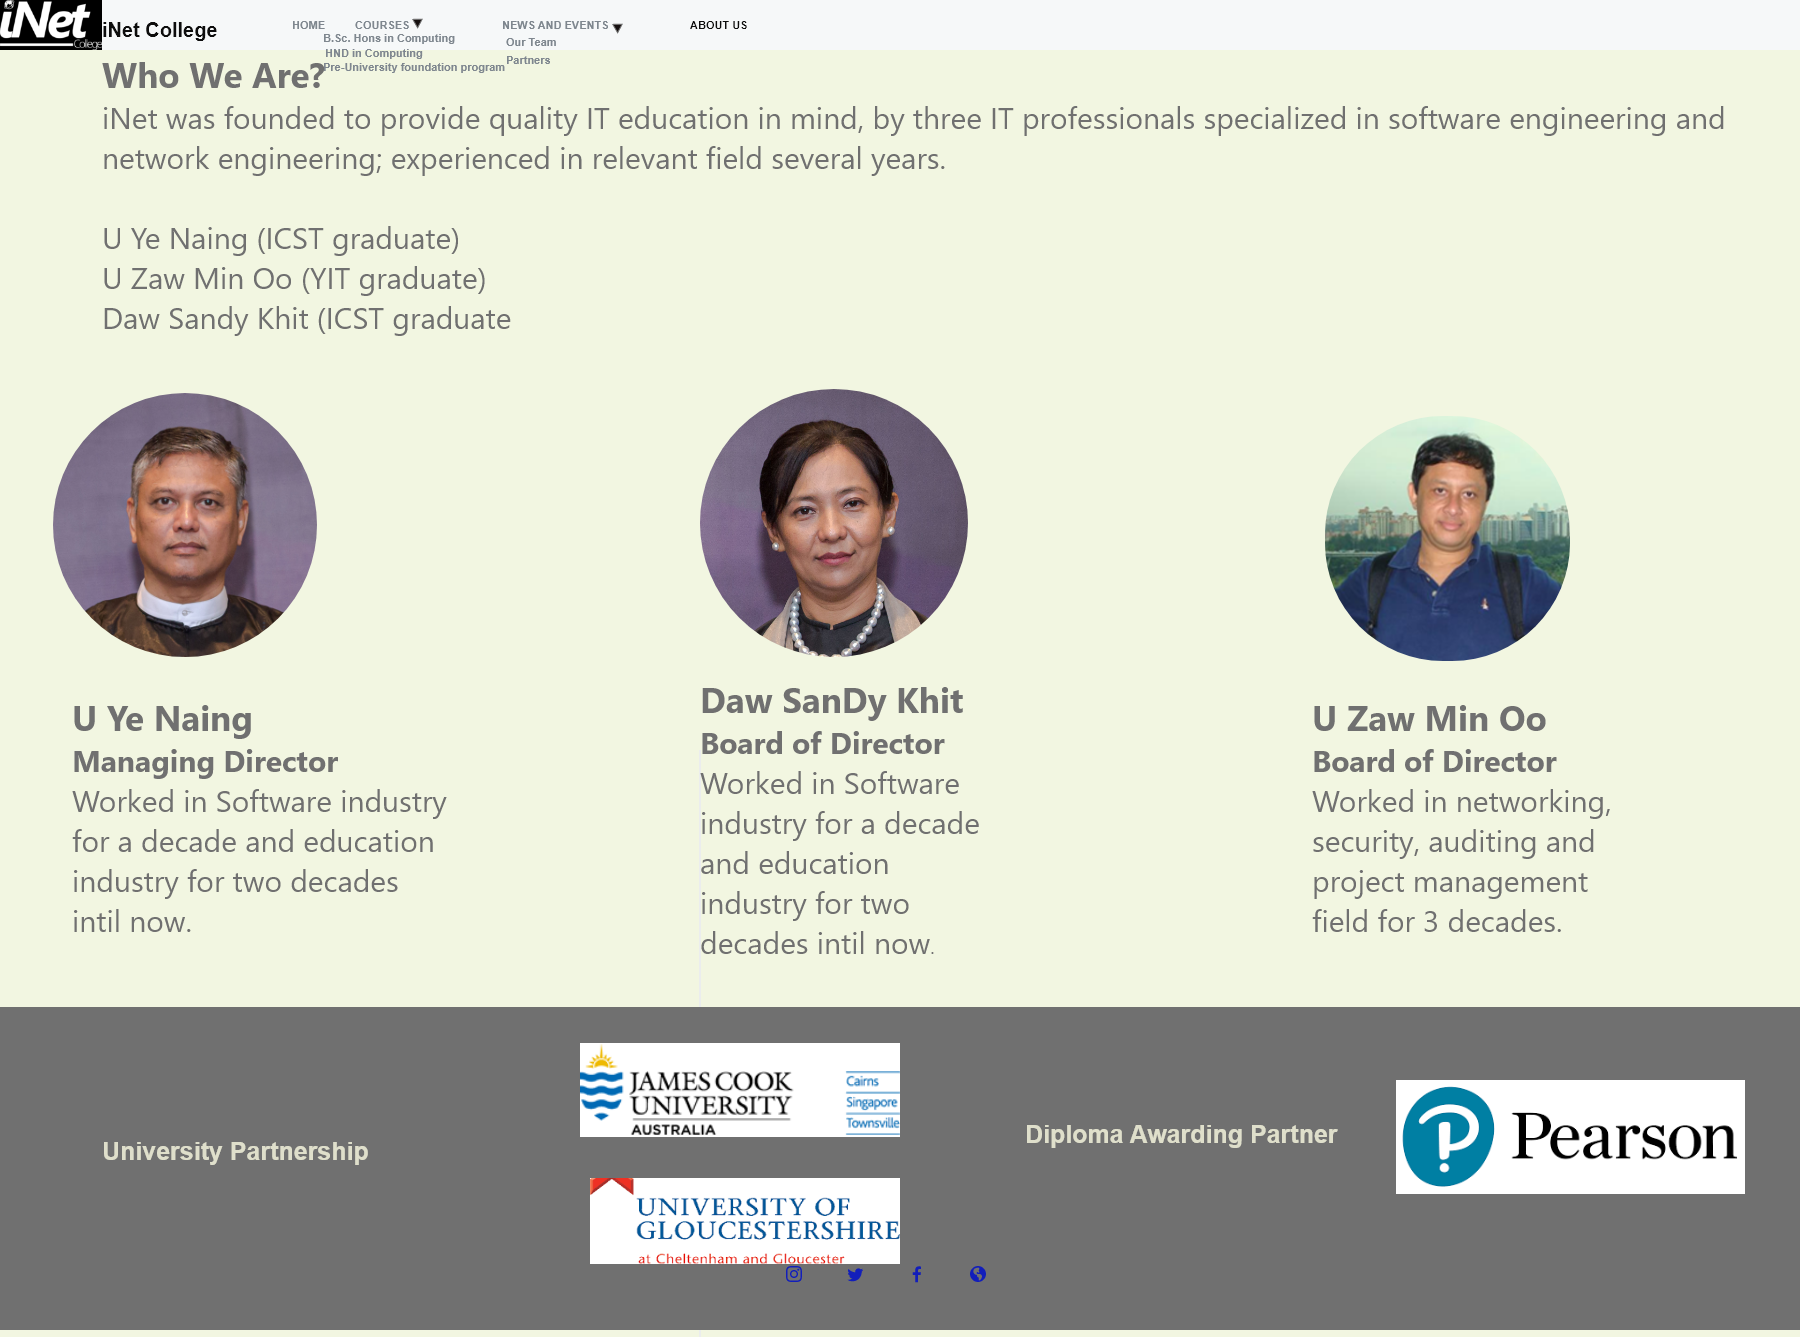 iNet
College
iNet College
HOME
COURSES
NEWS AND EVENTS
ABOUT US
B.Sc. Hons in Computing
HND in Computing
Pre-University foundation program
Our Team
Partners
Who We Are?
iNet was founded to provide quality IT education in mind, by three IT professionals specialized in software engineering and
network engineering; experienced in relevant field several years.
U Ye Naing (ICST graduate)
U Zaw Min Oo (YIT graduate)
Daw Sandy Khit (ICST graduate
U Ye Naing
Managing Director
Worked in Software industry
for a decade and education
industry for two decades
intil now.
Daw SanDy Khit
Board of Director
Worked in Software
industry for a decade
and education
industry for two
decades intil now.
U Zaw Min Oo
Board of Director
Worked in networking,
security, auditing and
project management
field for 3 decades.
University Partnership
JAMES COOK
UNIVERSITY
AUSTRALIA
Cairns
Singapore
Townsville
UNIVERSITY OF
GLOUCESTERSHIRE
at Cheltenham and Gloucester
Diploma Awarding Partner
Pearson